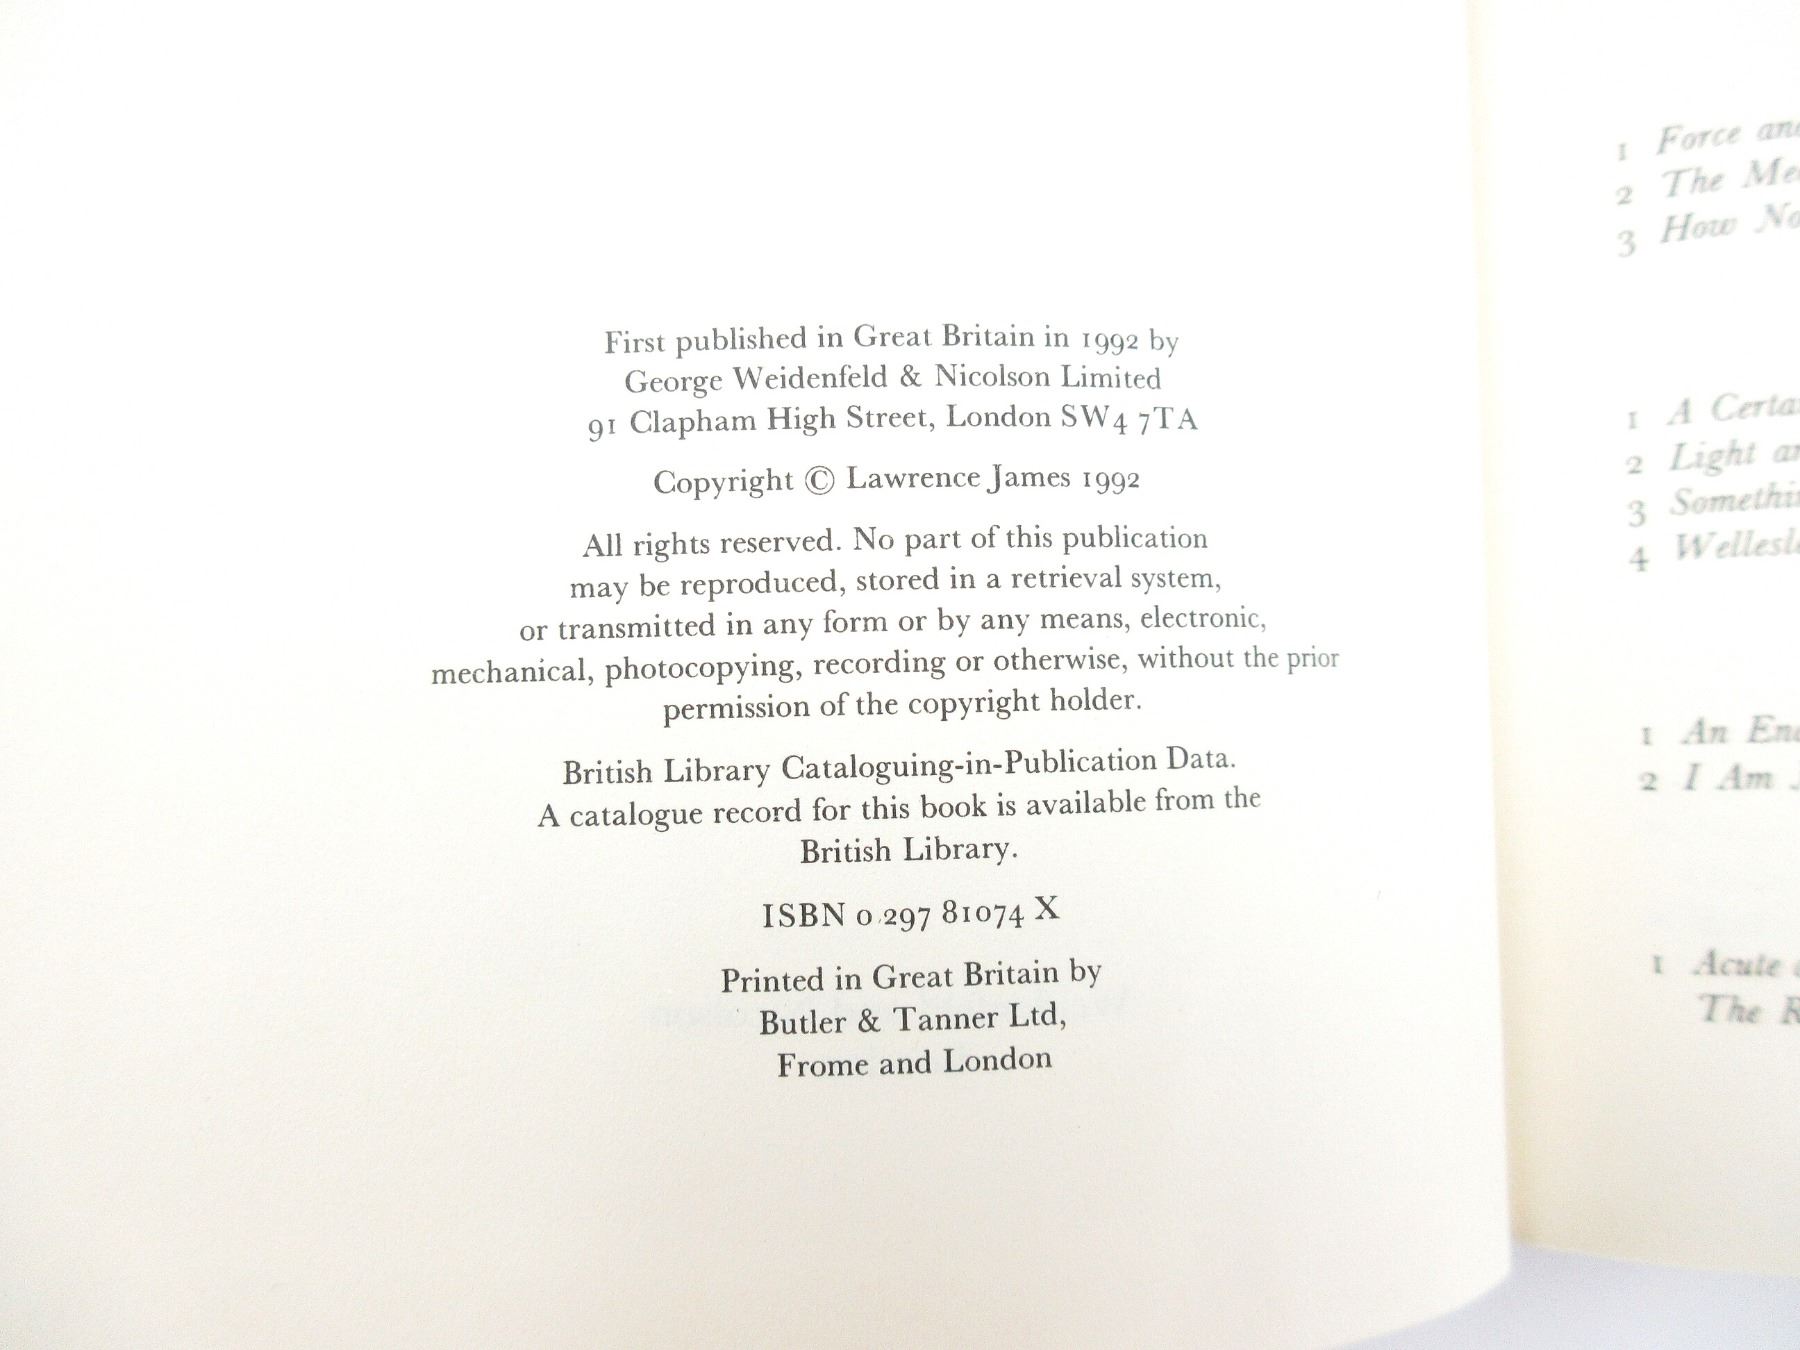 First published in Great Britain in 1992 by
George Weidenfeld & Nicolson Limited
91 Clapham High Street, London SW4 7TA
Copyright © Lawrence James 1992
All rights reserved. No part of this publication
may be reproduced, stored in a retrieval system,
or transmitted in any form or by any means, electronic,
mechanical, photocopying, recording or otherwise, without the prior
permission of the copyright holder.
British Library Cataloguing-in-Publication Data.
A catalogue record for this book is available from the
British Library.
ISBN 0 297 81074 X
Printed in Great Britain by
Butler & Tanner Ltd,
Frome and London
1 Force
2 The
3 How
1 A
2 Light
3
4
1 An
2 I Am
1 Acute
The